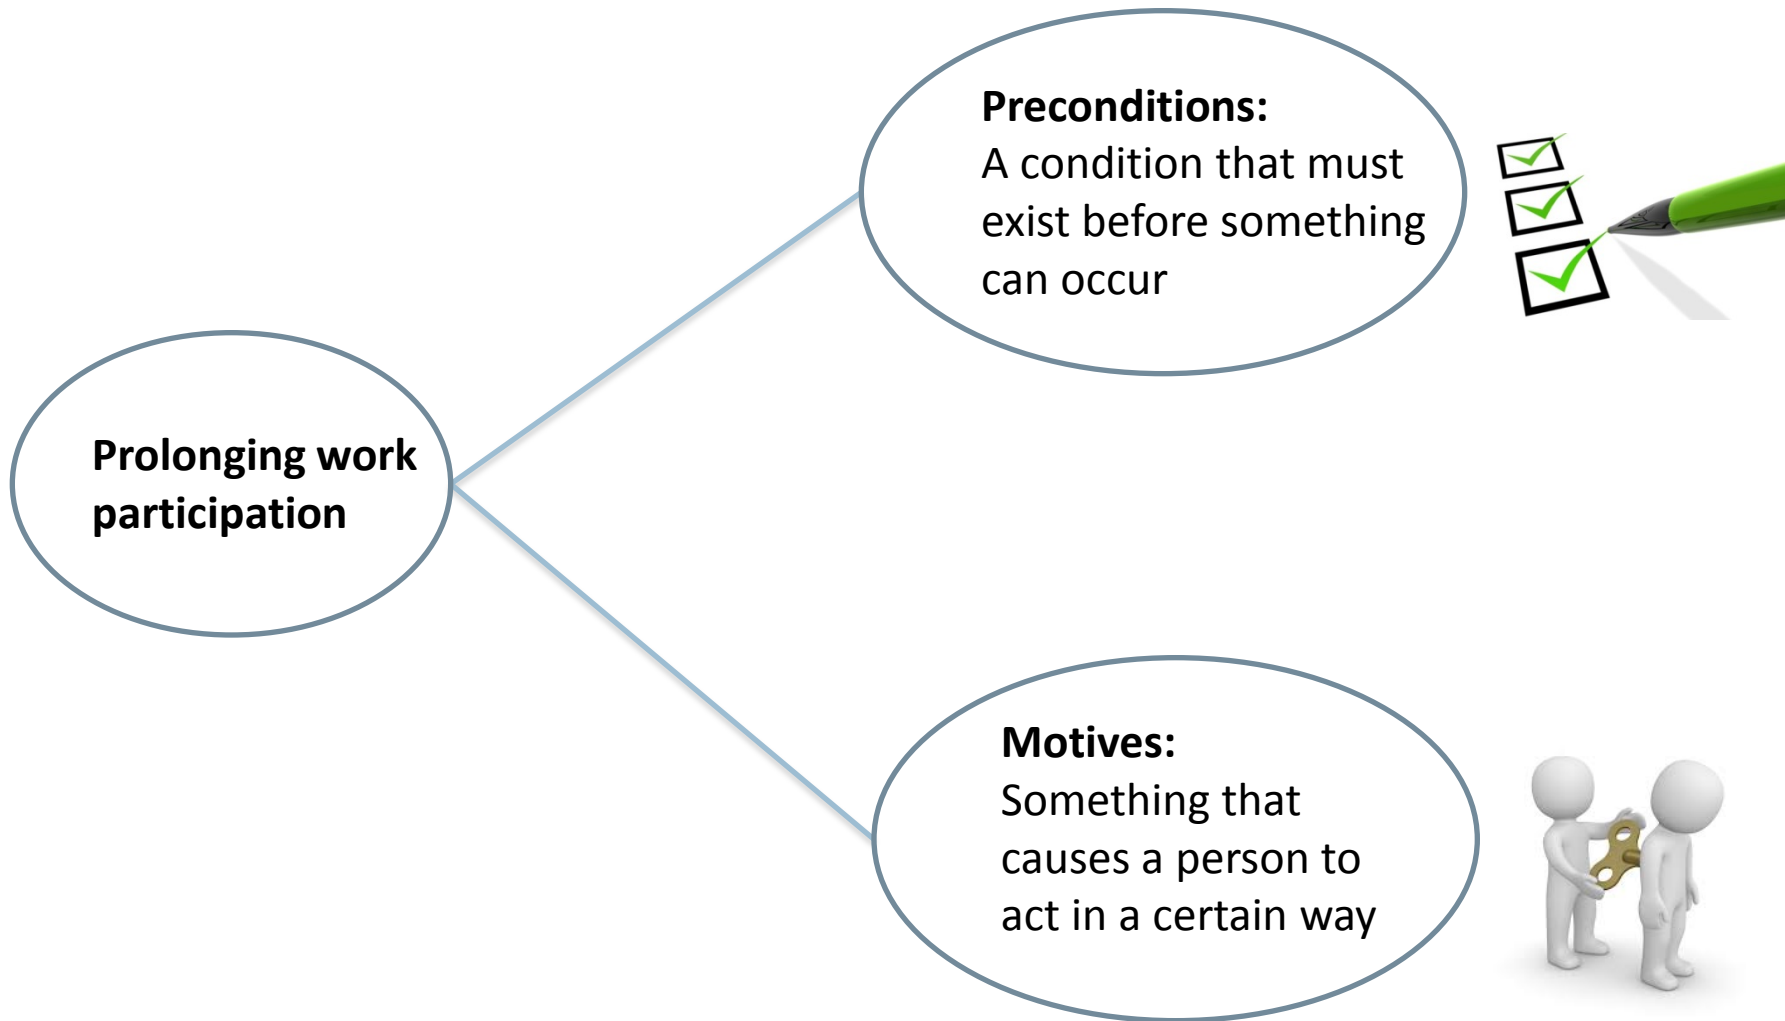 Preconditions:
A condition that must
exist before something
can occur
Prolonging work
participation
Motives:
Something that
causes a person to
act in a certain way